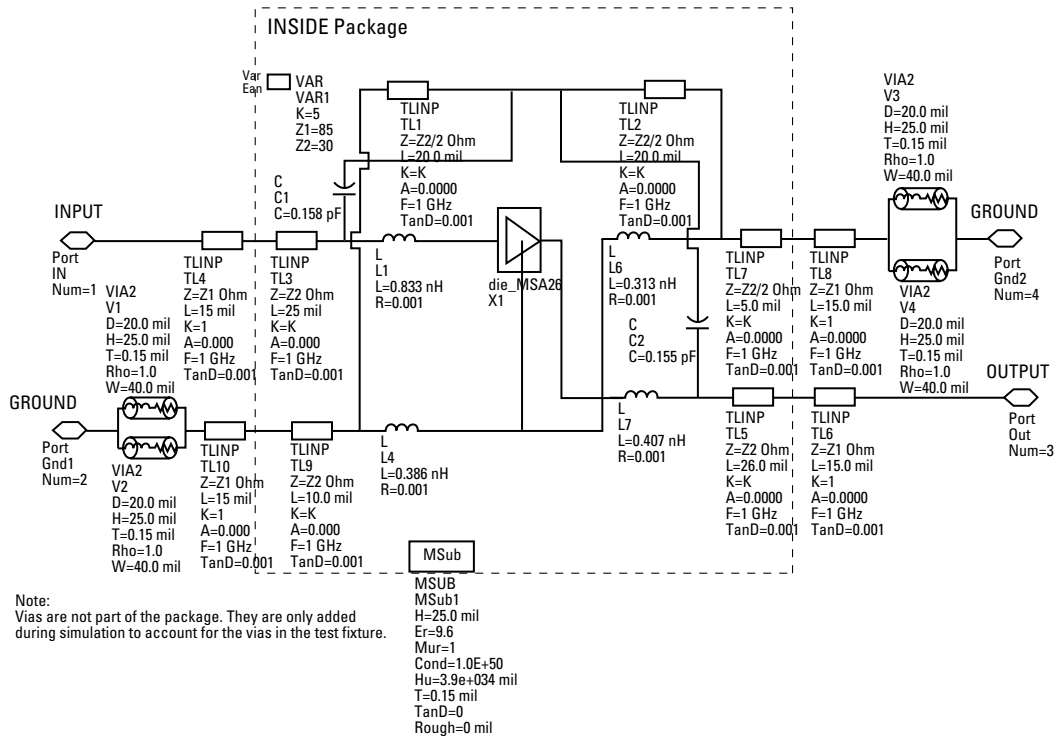 INSIDE Package
Var
Ean
VAR
VAR1
K=5
Z1=85
Z2=30
TLINP
TL1
Z=Z2/2 Ohm
L=20.0 mil
K=K
A=0.0000
F=1 GHz
TanD=0.001
TLINP
TL2
Z=Z2/2 Ohm
L=20.0 mil
K=K
A=0.0000
F=1 GHz
TanD=0.001
VIA2
V3
D=20.0 mil
H=25.0 mil
T=0.15 mil
Rho=1.0
W=40.0 mil
C
C1
C=0.158 pF
INPUT
Port
IN
Num=1
TLINP
TL4
Z=Z1 Ohm
L=15 mil
K=1
A=0.000
F=1 GHz
TanD=0.001
TLINP
TL3
Z=Z2 Ohm
L=25 mil
K=K
A=0.000
F=1 GHz
TanD=0.001
L
L1
L=0.833 nH
R=0.001
die_MSA26
X1
L
L6
L=0.313 nH
R=0.001
TLINP
TL7
Z=Z2/2 Ohm
L=5.0 mil
K=K
A=0.0000
F=1 GHz
TanD=0.001
TLINP
TL8
Z=Z1 Ohm
L=15.0 mil
K=1
A=0.0000
F=1 GHz
TanD=0.001
GROUND
Port
Gnd2
Num=4
VIA2
V4
D=20.0 mil
H=25.0 mil
T=0.15 mil
Rho=1.0
W=40.0 mil
VIA2
V1
D=20.0 mil
H=25.0 mil
T=0.15 mil
Rho=1.0
W=40.0 mil
C
C2
C=0.155 pF
OUTPUT
Port
Out
Num=3
GROUND
Port
Gnd1
Num=2
VIA2
V2
D=20.0 mil
H=25.0 mil
T=0.15 mil
Rho=1.0
W=40.0 mil
TLINP
TL10
Z=Z1 Ohm
L=15 mil
K=1
A=0.000
F=1 GHz
TanD=0.001
TLINP
TL9
Z=Z2 Ohm
L=10.0 mil
K=K
A=0.000
F=1 GHz
TanD=0.001
L
L4
L=0.386 nH
R=0.001
L
L7
L=0.407 nH
R=0.001
TLINP
TL5
Z=Z2 Ohm
L=26.0 mil
K=K
A=0.0000
F=1 GHz
TanD=0.001
TLINP
TL6
Z=Z1 Ohm
L=15.0 mil
K=1
A=0.0000
F=1 GHz
TanD=0.001
MSub
MSUB
MSub1
H=25.0 mil
Er=9.6
Mur=1
Cond=1.0E+50
Hu=3.9e+034 mil
T=0.15 mil
TanD=0
Rough=0 mil
Note:
Vias are not part of the package. They are only added
during simulation to account for the vias in the test fixture.